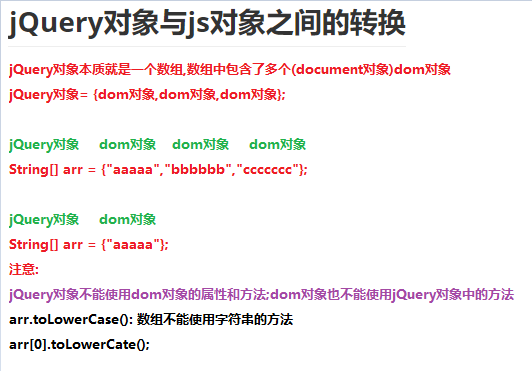 jQuery对象与js对象之间的转换
jQuery对象本质就是一个数组,数组中包含了多个(document对象)dom对象
jQuery对象= {dom对象,dom对象,dom对象};
jQuery对象 dom对象 dom对象 dom对象
String[] arr = {"aaaaa","bbbbbb","ccccccc"};
jQuery对象 dom对象
String[] arr = {"aaaaa"};
注意:
jQuery对象不能使用dom对象的属性和方法;dom对象也不能使用jQuery对象中的方法
arr.toLowerCase(): 数组不能使用字符串的方法
arr[0].toLowerCate();